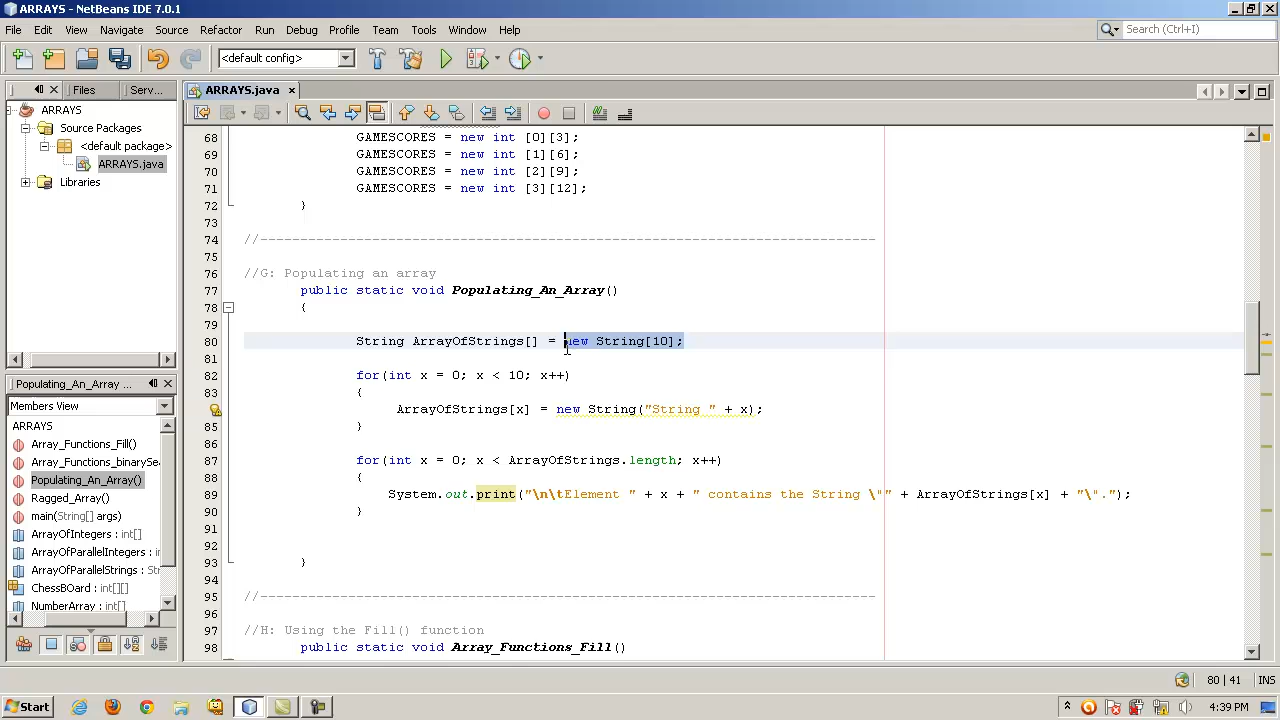 ARRAYS - NetBeans IDE 7.0.1
File Edit View Navigate Source Refactor Run Debug Profile Team Tools Window Help
Search (Ctrl+I)
<default config>
Files Serv...
ARRAYS.java
ARRAYS
Source Packages
<default package>
ARRAYS.java
Libraries
Populating_An_Array
Members View
ARRAYS
Array_Functions_Fill()
Array_Functions_binarySea
Populating_An_Array()
Ragged_Array()
main(String[] args)
ArrayOfIntegers : int[]
ArrayOfParallelIntegers : in
ArrayOfParallelStrings : Str
ChessBOard : int[][]
NumberArray : int[]
68 GAMESCORES = new int [0][3];
69 GAMESCORES = new int [1][6];
70 GAMESCORES = new int [2][9];
71 GAMESCORES = new int [3][12];
72 }
73
74 //-----------------------------------------------------------------------------
75
76 //G: Populating an array
77 public static void Populating_An_Array()
78 {
79
80 String ArrayOfStrings[] = new String[10];
81
82 for(int x = 0; x < 10; x++)
83 {
ArrayOfStrings[x] = new String("String " + x);
85 }
86
87 for(int x = 0; x < ArrayOfStrings.length; x++)
88 {
89 System.out.print("\n\tElement " + x + " contains the String \"" + ArrayOfStrings[x] + "\".");
90 }
91
92
93 }
94
95 //-----------------------------------------------------------------------------
96
97 //H: Using the Fill() function
98 public static void Array_Functions_Fill()
80 | 41 INS
Start
4:39 PM